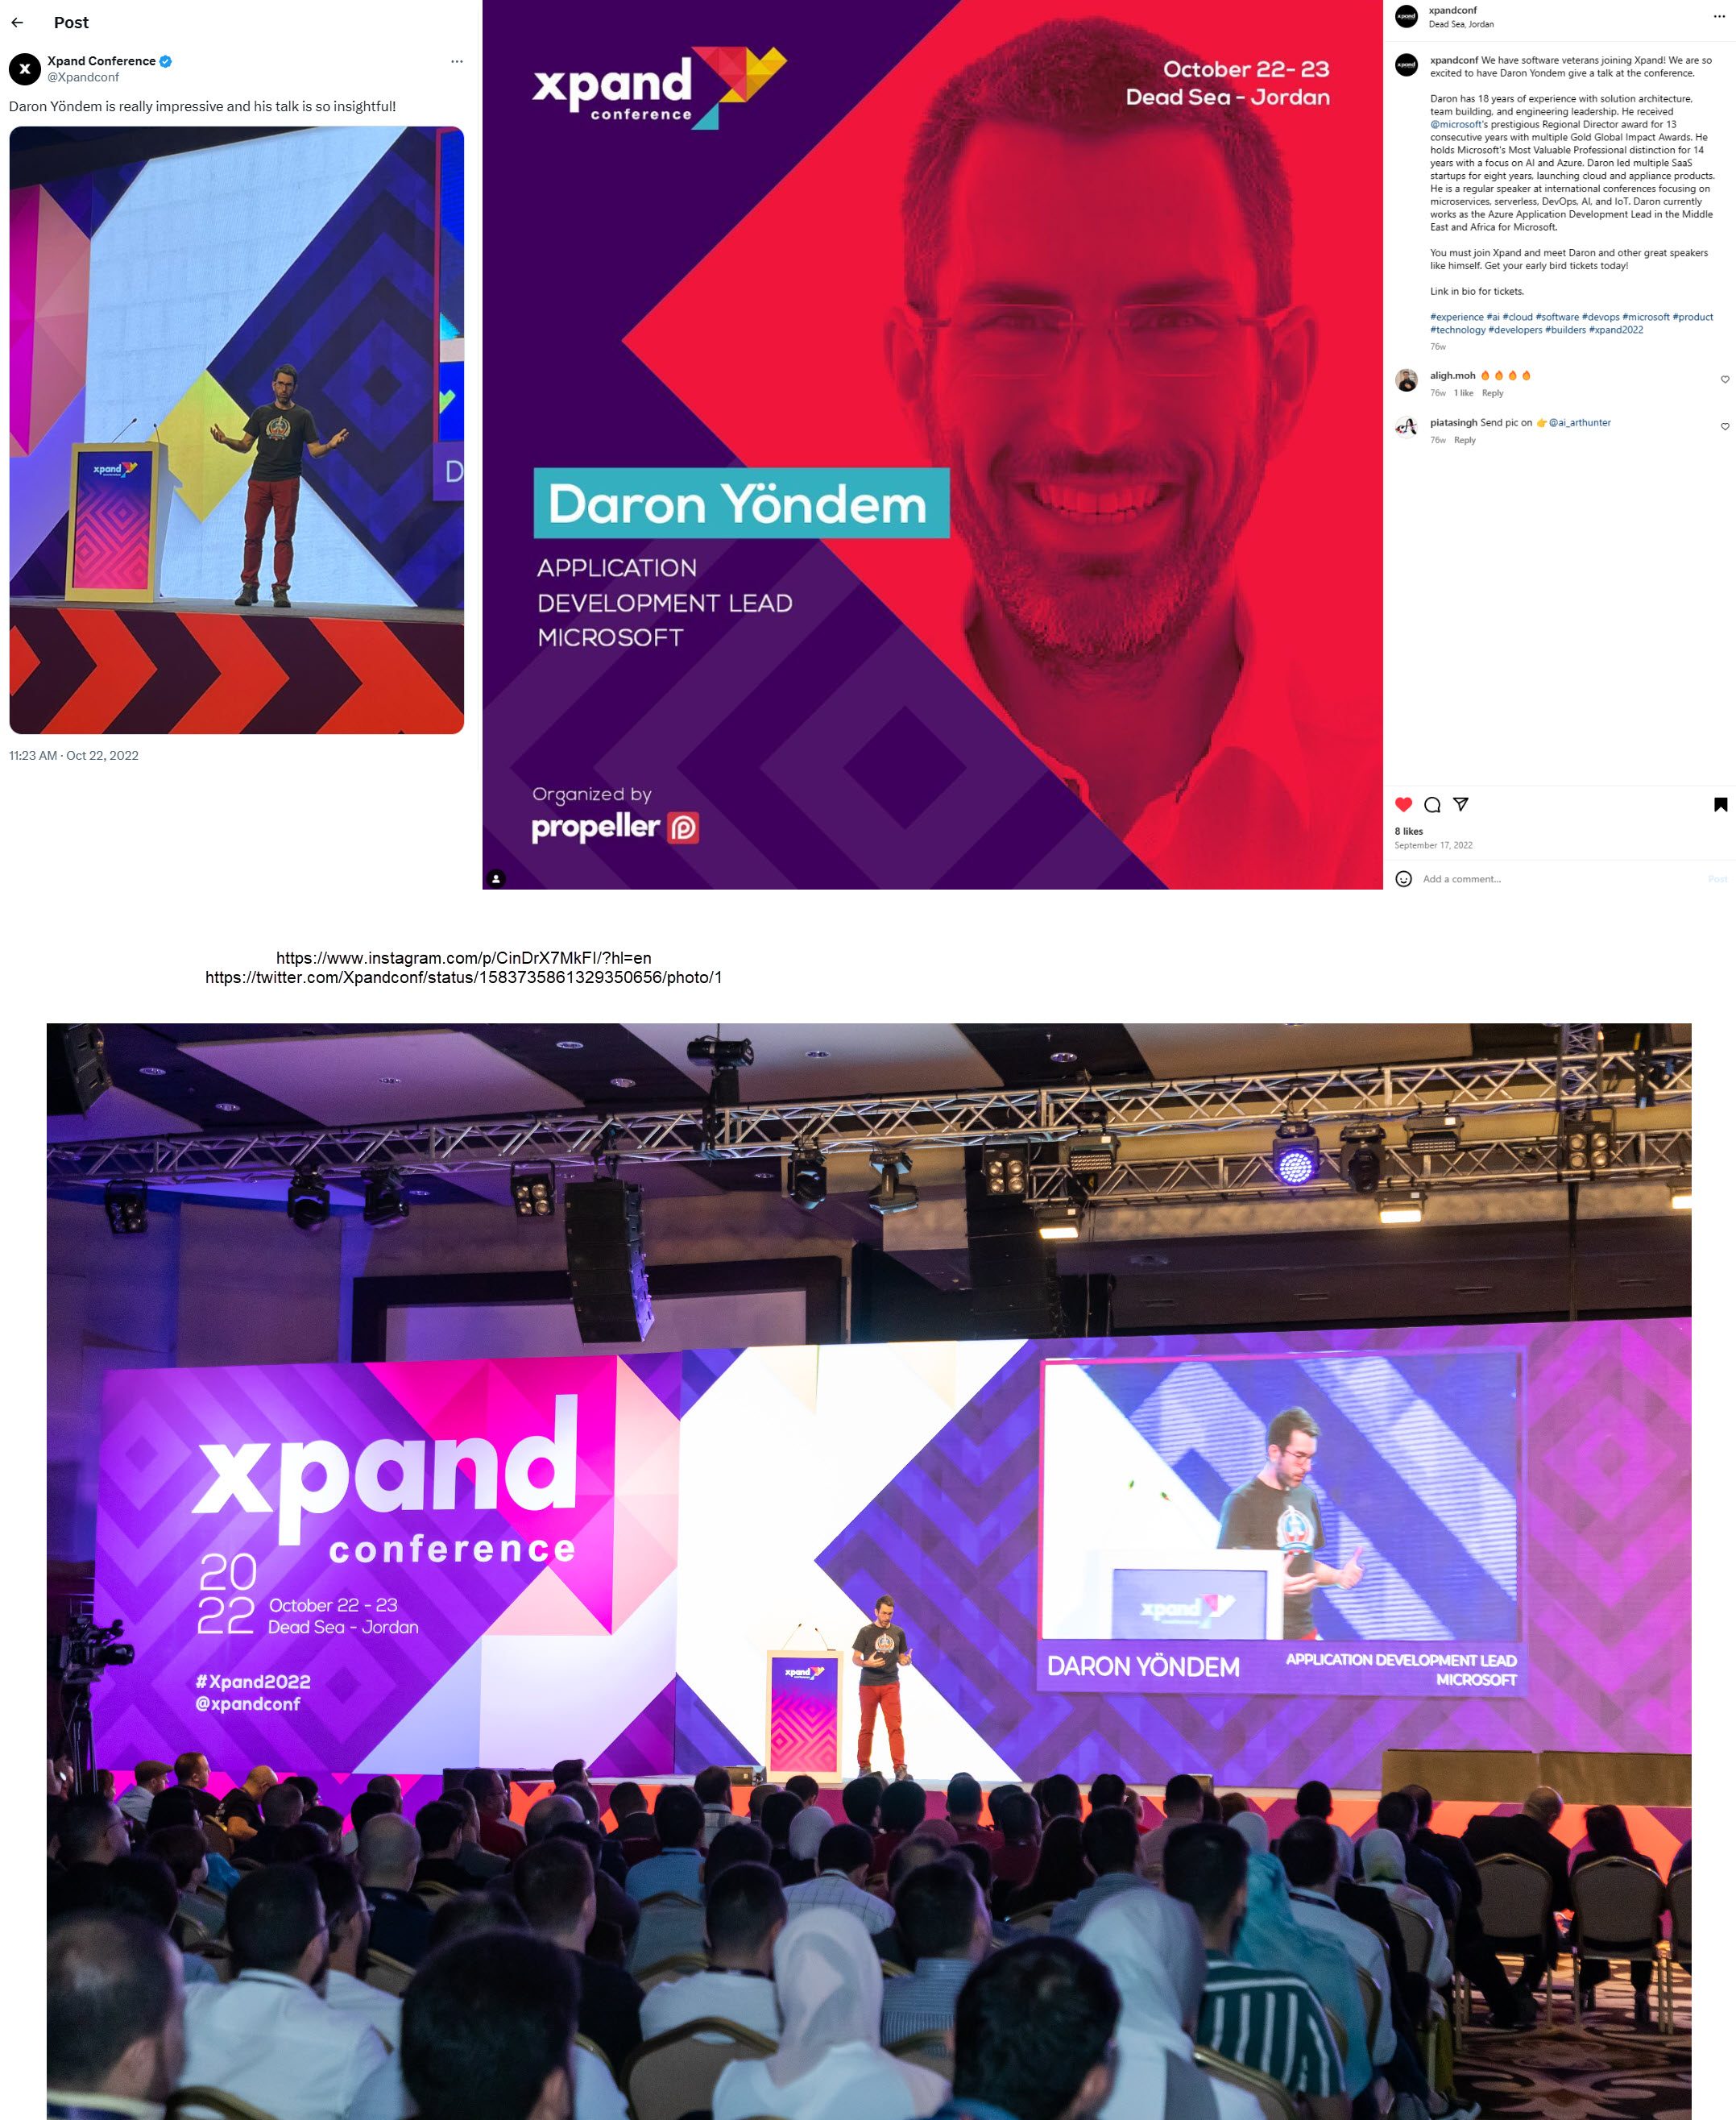 Post
Xpand Conference
@Xpandconf
Daron Yöndem is really impressive and his talk is so insightful!
xpand
D
11:23 AM · Oct 22, 2022
xpand
conference
October 22- 23
Dead Sea - Jordan
Daron Yöndem
APPLICATION
DEVELOPMENT LEAD
MICROSOFT
Organized by
propeller
xpandconf
Dead Sea, Jordan
xpandconf We have software veterans joining Xpand! We are so
excited to have Daron Yondem give a talk at the conference.
Daron has 18 years of experience with solution architecture,
team building, and engineering leadership. He received
@microsoft's prestigious Regional Director award for 13
consecutive years with multiple Gold Global Impact Awards. He
holds Microsoft's Most Valuable Professional distinction for 14
years with a focus on AI and Azure. Daron led multiple SaaS
startups for eight years, launching cloud and appliance products.
He is a regular speaker at international conferences focusing on
microservices, serverless, DevOps, AI, and IoT. Daron currently
works as the Azure Application Development Lead in the Middle
East and Africa for Microsoft.
You must join Xpand and meet Daron and other great speakers
like himself. Get your early bird tickets today!
Link in bio for tickets.
#experience #ai #cloud #software #devops #microsoft #product
#technology #developers #builders #xpand2022
76w
aligh.moh 🔥 🔥 🔥 🔥
76w 1 like Reply
piatasingh Send pic on 👉 @ai_arthunter
76w Reply
8 likes
September 17, 2022
Add a comment...
Post
https://www.instagram.com/p/CinDrX7MkFI/?hl=en
https://twitter.com/Xpandconf/status/1583735861329350656/photo/1
xpand
conference
20
22
October 22 - 23
Dead Sea - Jordan
#Xpand2022
@xpandconf
xpand
xpand
DARON YÖNDEM
APPLICATION DEVELOPMENT LEAD
MICROSOFT